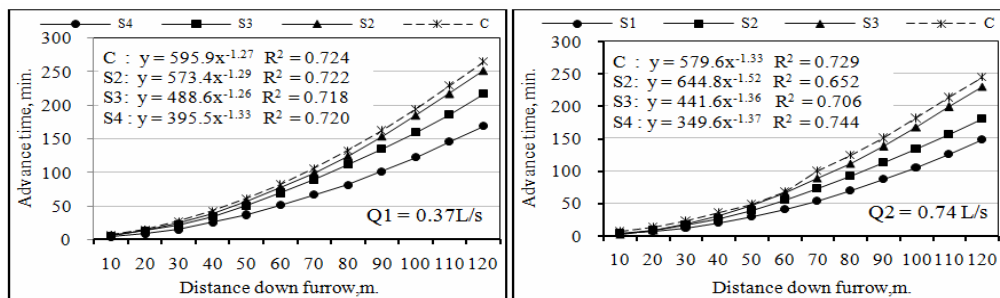 S4 S3 S2 C
300
250
200
150
100
50
0
Advance time, min.
C : y = 595.9x^-1.27 R² = 0.724
S2: y = 573.4x^-1.29 R² = 0.722
S3: y = 488.6x^-1.26 R² = 0.718
S4: y = 395.5x^-1.33 R² = 0.720
Q1 = 0.37L/s
10 20 30 40 50 60 70 80 90 100 110 120
Distance down furrow,m.
S1 S2 S3 C
300
250
200
150
100
50
0
Advance time, min.
C : y = 579.6x^-1.33 R² = 0.729
S2: y = 644.8x^-1.52 R² = 0.652
S3: y = 441.6x^-1.36 R² = 0.706
S4: y = 349.6x^-1.37 R² = 0.744
Q2 = 0.74 L/s
10 20 30 40 50 60 70 80 90 100 110 120
Distance down furrow,m.